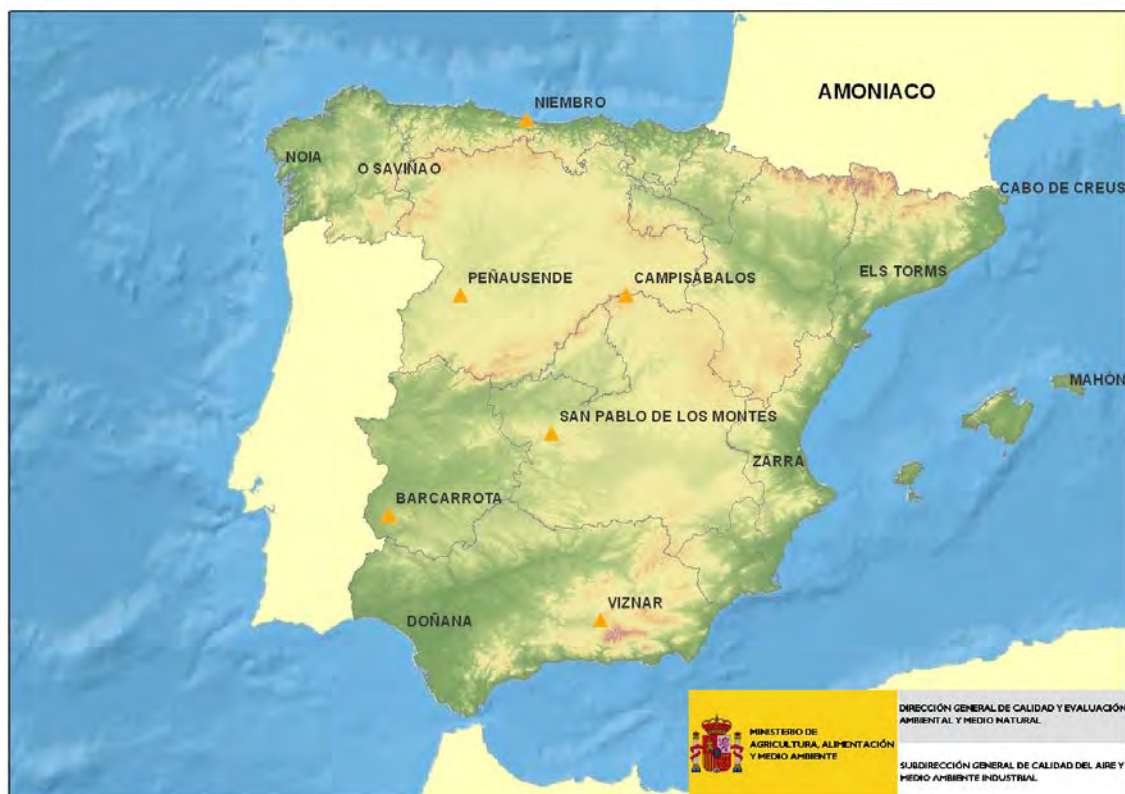 AMONIACO
NIEMBRO
NOIA
O SAVIÑAO
CABO DE CREUS
ELS TORMS
PEÑAUSENDE
CAMPISÁBALOS
MAHÓN
SAN PABLO DE LOS MONTES
ZARRA
BARCARROTA
VIZNAR
DOÑANA
MINISTERIO DE
AGRICULTURA, ALIMENTACIÓN
Y MEDIO AMBIENTE
DIRECCIÓN GENERAL DE CALIDAD Y EVALUACIÓN
AMBIENTAL Y MEDIO NATURAL
SUBDIRECCIÓN GENERAL DE CALIDAD DEL AIRE Y
MEDIO AMBIENTE INDUSTRIAL